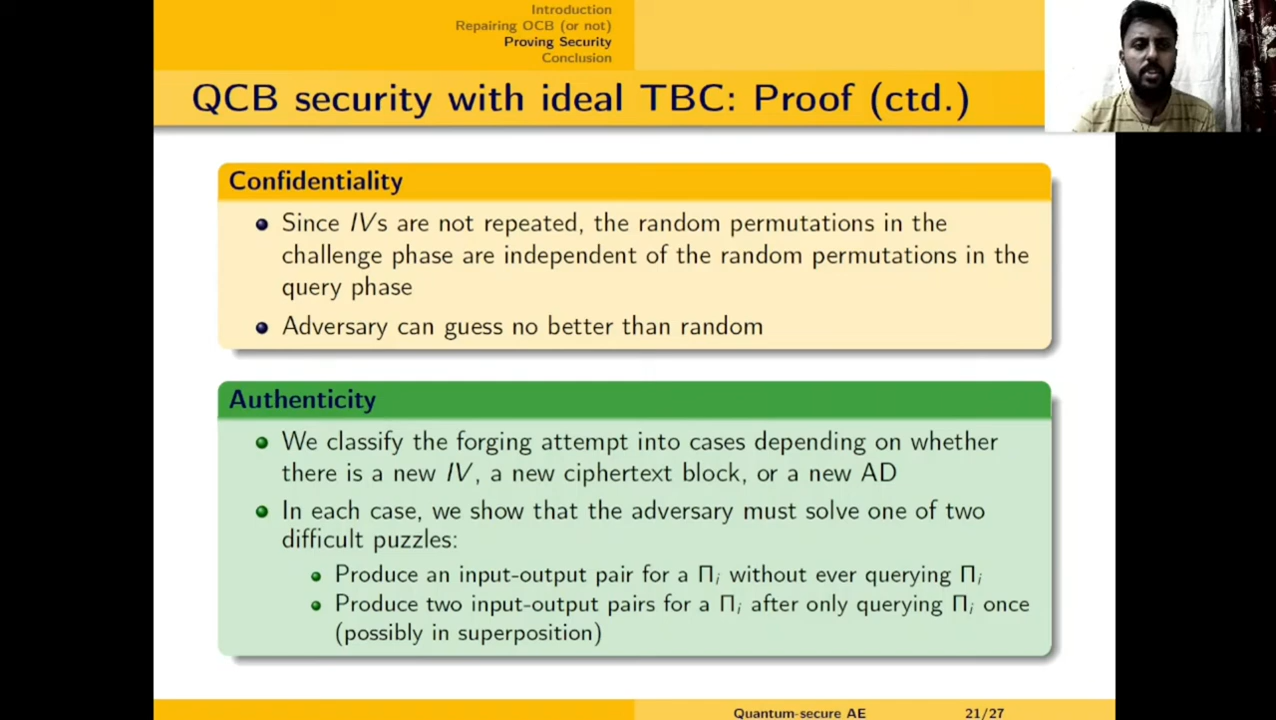 Introduction
Repairing OCB (or not)
Proving Security
Conclusion
QCB security with ideal TBC: Proof (ctd.)
Confidentiality
Since IVs are not repeated, the random permutations in the
challenge phase are independent of the random permutations in the
query phase
Adversary can guess no better than random
Authenticity
We classify the forging attempt into cases depending on whether
there is a new IV, a new ciphertext block, or a new AD
In each case, we show that the adversary must solve one of two
difficult puzzles:
Produce an input-output pair for a Πᵢ without ever querying Πᵢ
Produce two input-output pairs for a Πᵢ after only querying Πᵢ once
(possibly in superposition)
Quantum-secure AE 21/27